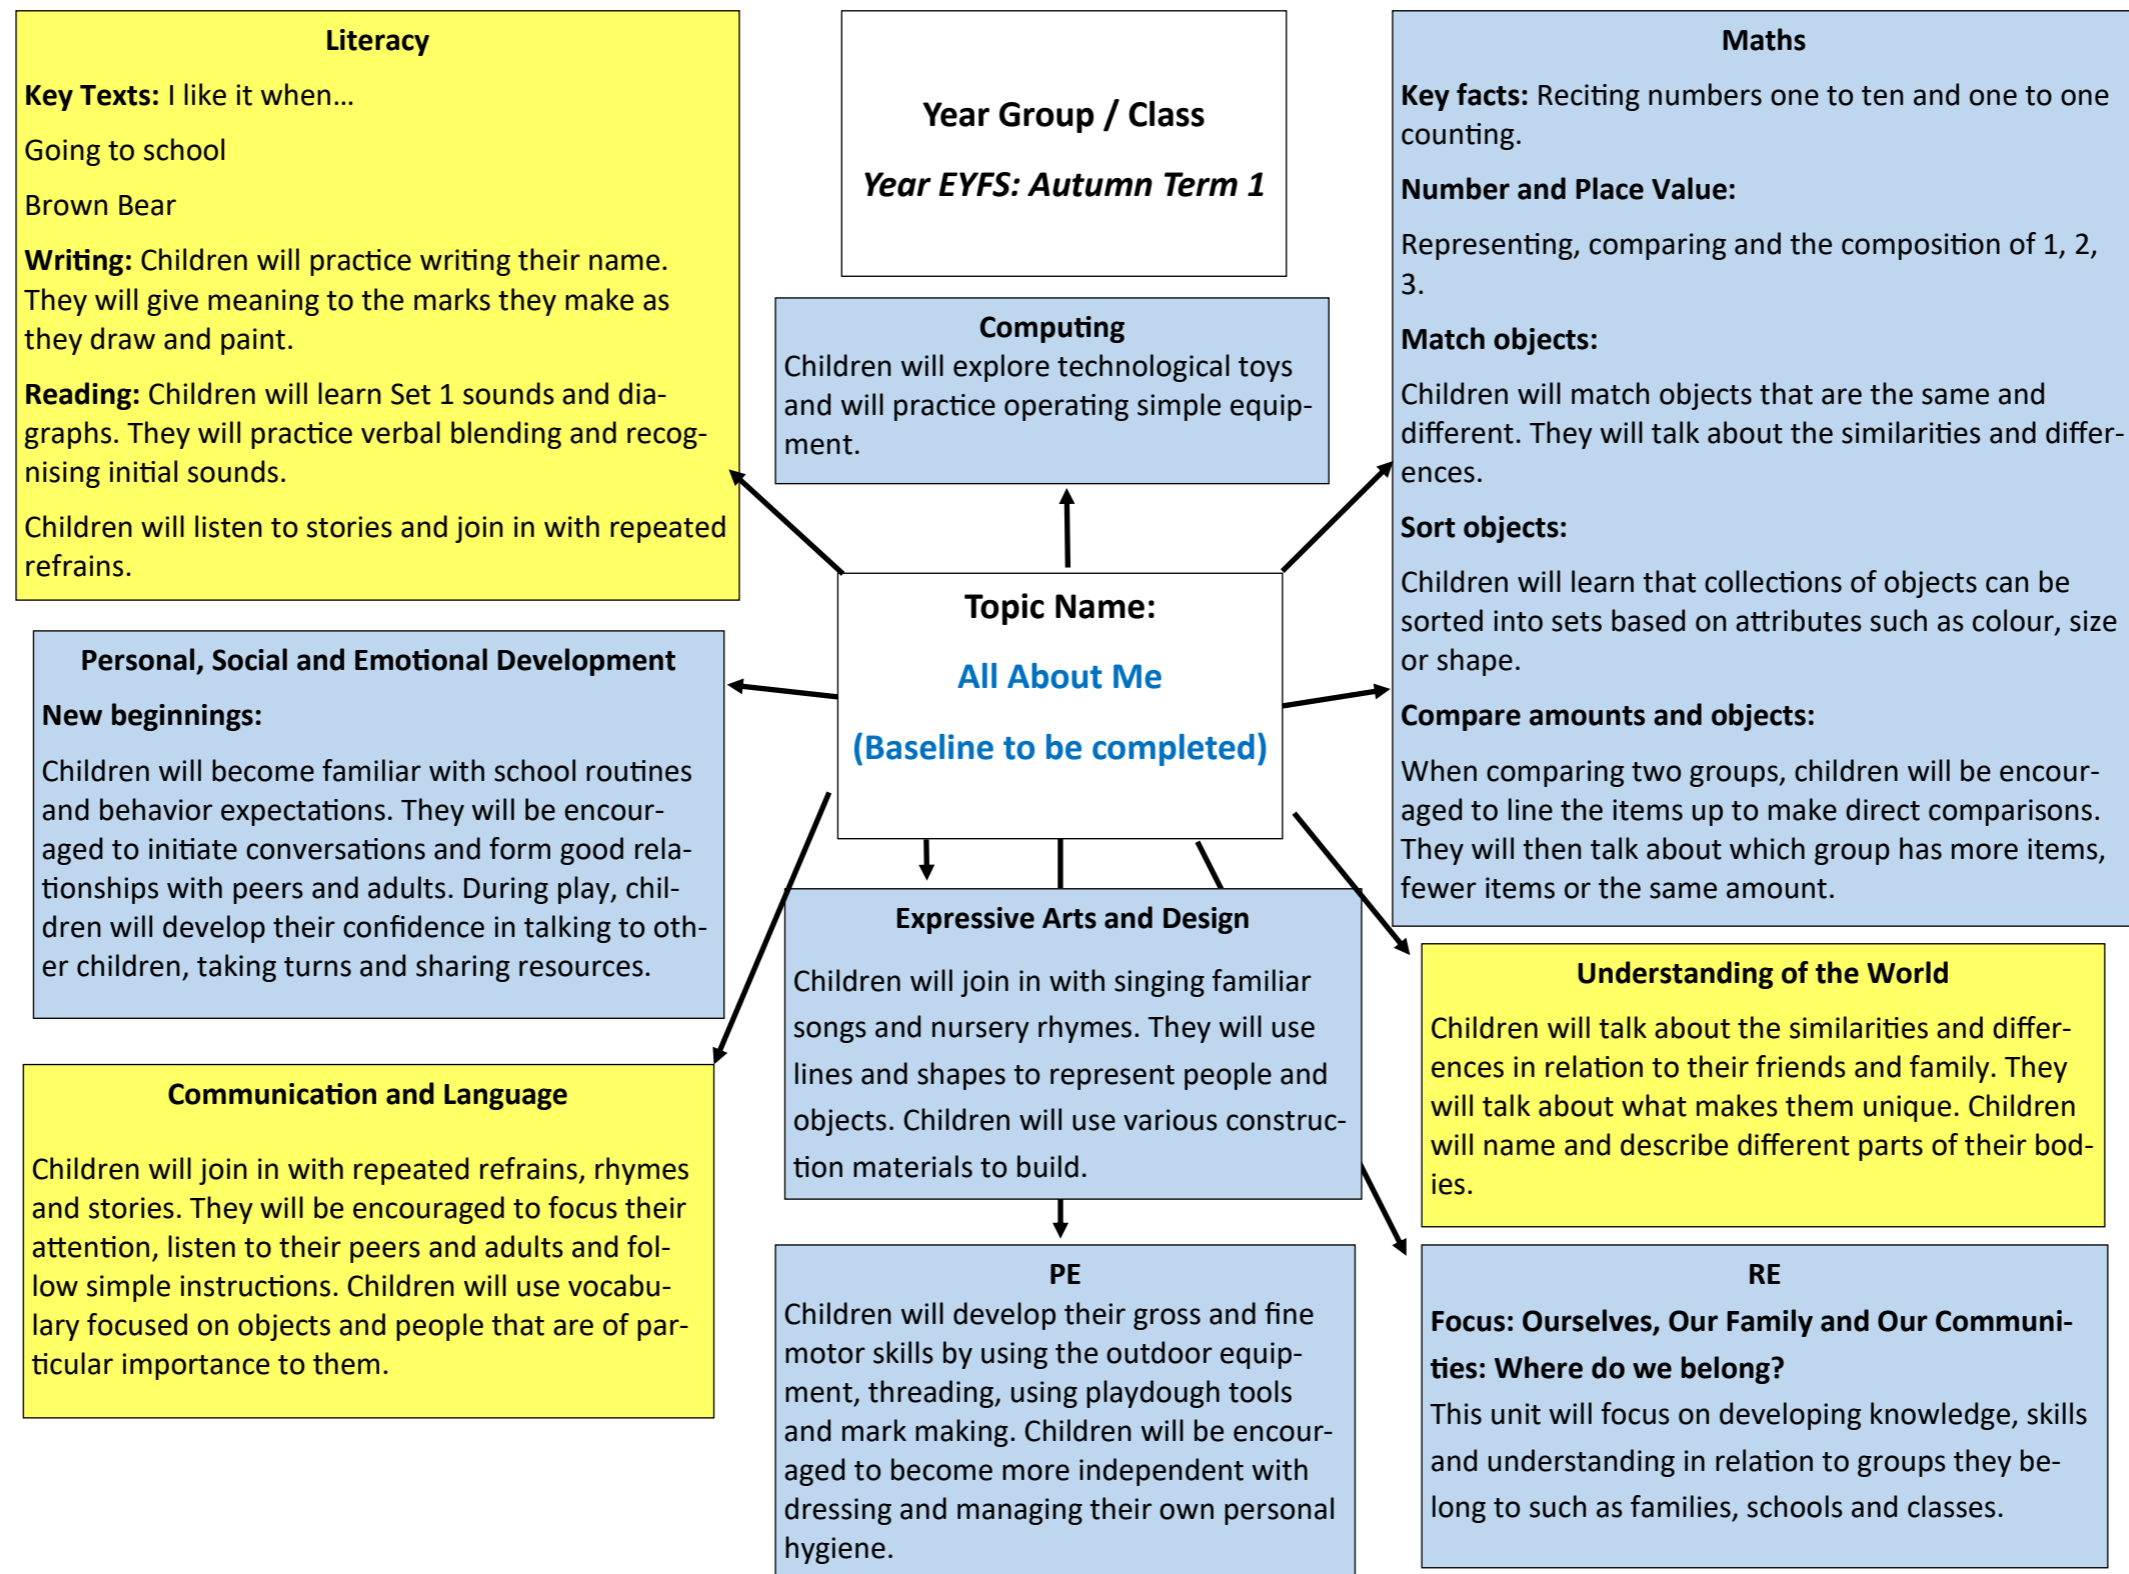 Literacy
Key Texts: I like it when...
Going to school
Brown Bear
Writing: Children will practice writing their name.
They will give meaning to the marks they make as
they draw and paint.
Reading: Children will learn Set 1 sounds and dia-
graphs. They will practice verbal blending and recog-
nising initial sounds.
Children will listen to stories and join in with repeated
refrains.
Year Group / Class
Year EYFS: Autumn Term 1
Computing
Children will explore technological toys
and will practice operating simple equip-
ment.
Maths
Key facts: Reciting numbers one to ten and one to one
counting.
Number and Place Value:
Representing, comparing and the composition of 1, 2,
3.
Match objects:
Children will match objects that are the same and
different. They will talk about the similarities and differ-
ences.
Sort objects:
Children will learn that collections of objects can be
sorted into sets based on attributes such as colour, size
or shape.
Compare amounts and objects:
When comparing two groups, children will be encour-
aged to line the items up to make direct comparisons.
They will then talk about which group has more items,
fewer items or the same amount.
Topic Name:
All About Me
(Baseline to be completed)
Personal, Social and Emotional Development
New beginnings:
Children will become familiar with school routines
and behavior expectations. They will be encour-
aged to initiate conversations and form good rela-
tionships with peers and adults. During play, chil-
dren will develop their confidence in talking to oth-
er children, taking turns and sharing resources.
Communication and Language
Children will join in with repeated refrains, rhymes
and stories. They will be encouraged to focus their
attention, listen to their peers and adults and fol-
low simple instructions. Children will use vocabu-
lary focused on objects and people that are of par-
ticular importance to them.
Expressive Arts and Design
Children will join in with singing familiar
songs and nursery rhymes. They will use
lines and shapes to represent people and
objects. Children will use various construc-
tion materials to build.
PE
Children will develop their gross and fine
motor skills by using the outdoor equip-
ment, threading, using playdough tools
and mark making. Children will be encour-
aged to become more independent with
dressing and managing their own personal
hygiene.
Understanding of the World
Children will talk about the similarities and differ-
ences in relation to their friends and family. They
will talk about what makes them unique. Children
will name and describe different parts of their bod-
ies.
RE
Focus: Ourselves, Our Family and Our Communi-
ties: Where do we belong?
This unit will focus on developing knowledge, skills
and understanding in relation to groups they be-
long to such as families, schools and classes.